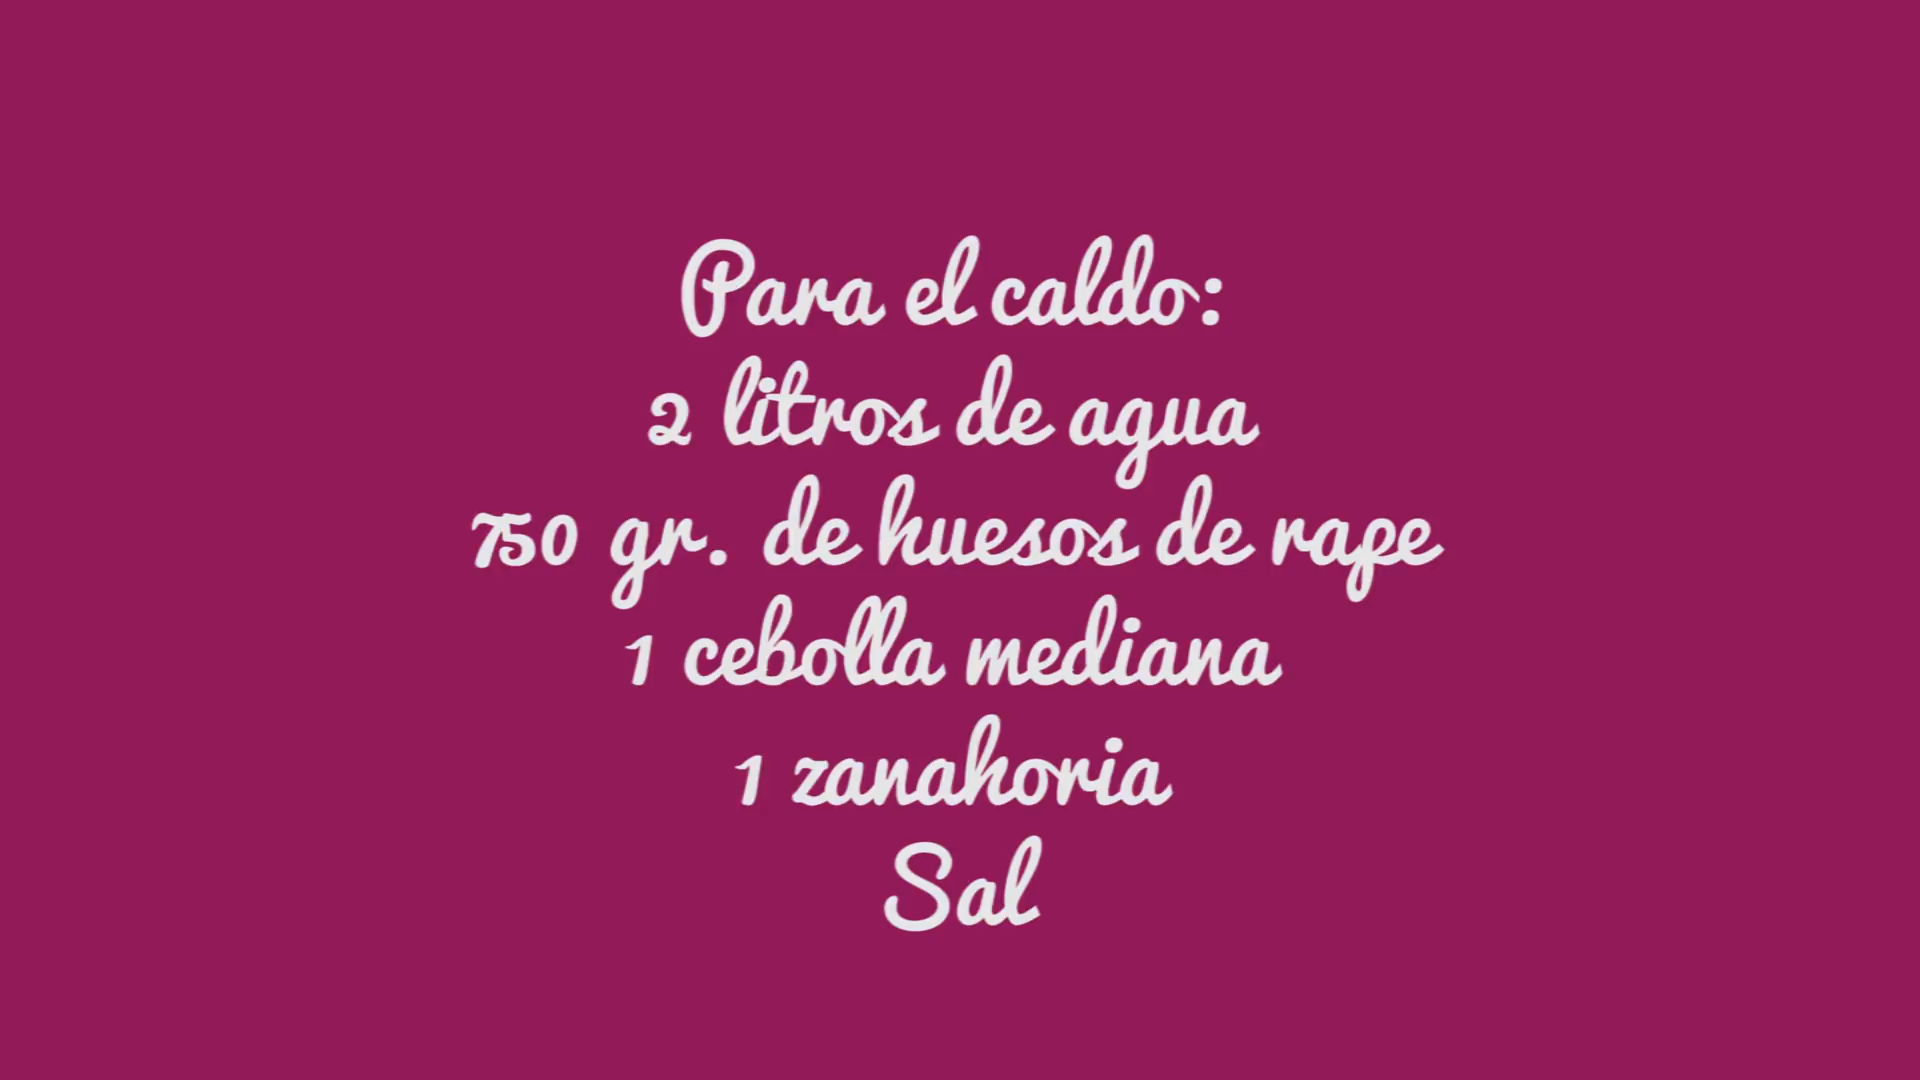 Para el caldo:
2 litros de agua
750 gr. de huesos de rape
1 cebolla mediana
1 zanahoria
Sal